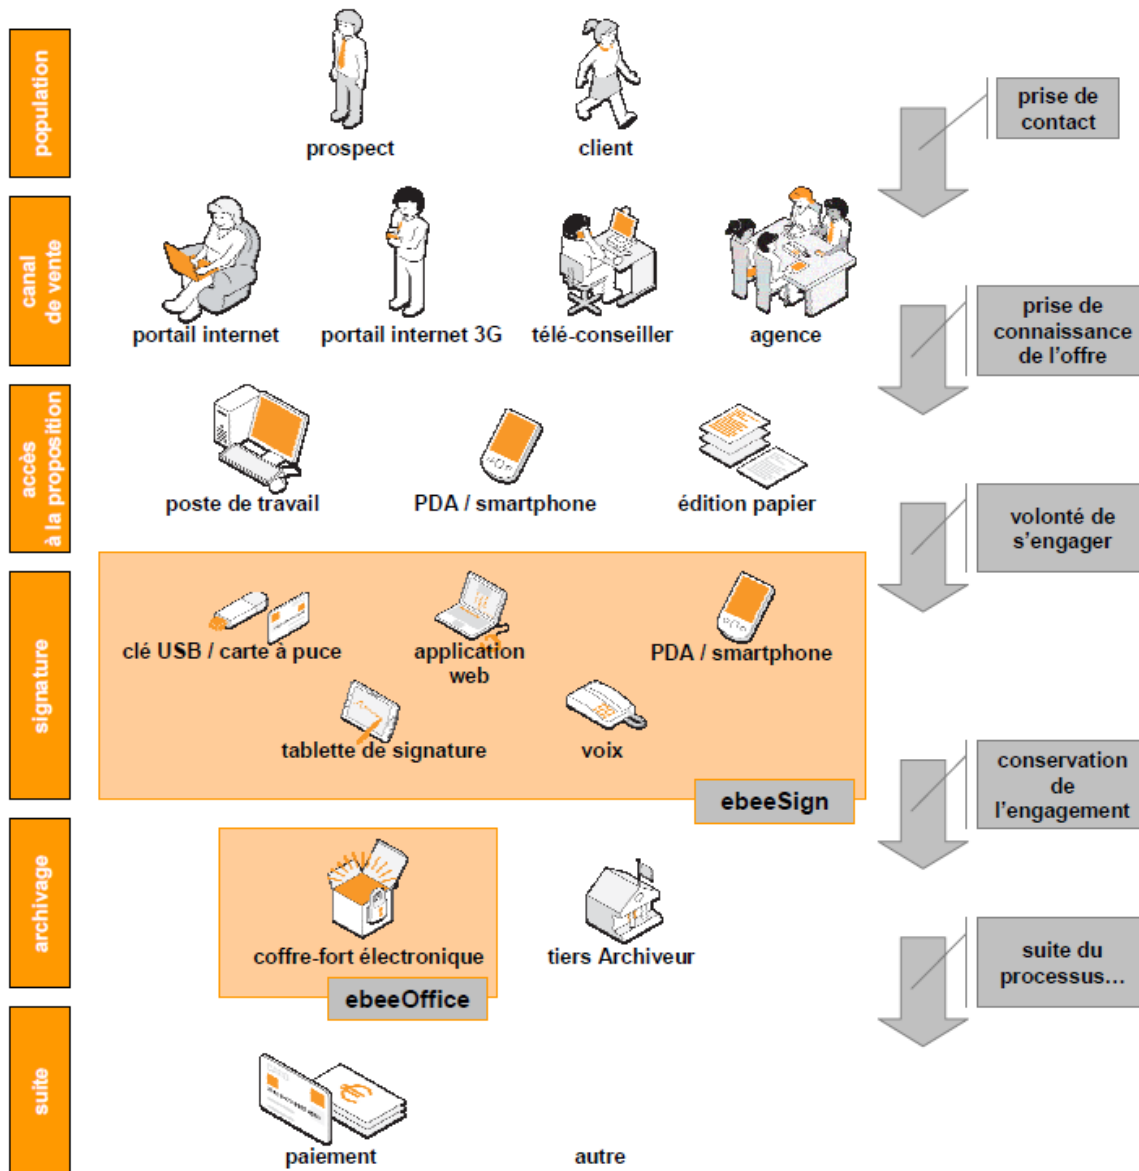 population
prospect
client
prise de
contact
canal
de vente
portail internet
portail internet 3G
télé-conseiller
agence
prise de
connaissance
de l'offre
accès
à la proposition
poste de travail
PDA / smartphone
édition papier
volonté de
s'engager
signature
clé USB / carte à puce
application
web
PDA / smartphone
tablette de signature
voix
ebeeSign
conservation
de
l'engagement
archivage
coffre-fort électronique
tiers Archiveur
ebeeOffice
suite du
processus...
suite
€
paiement
autre